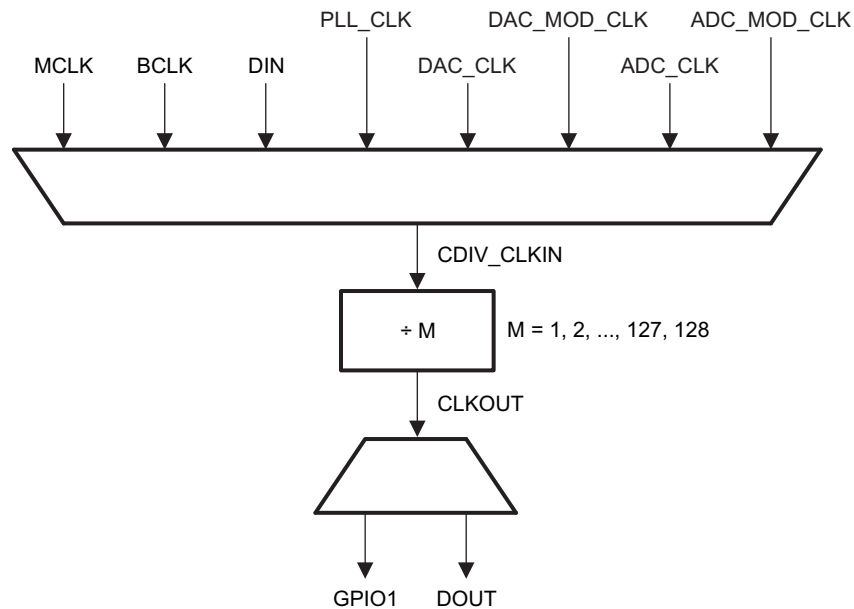 PLL_CLK DAC_MOD_CLK ADC_MOD_CLK
MCLK BCLK DIN DAC_CLK ADC_CLK
CDIV_CLKIN
÷ M M = 1, 2, ..., 127, 128
CLKOUT
GPIO1 DOUT